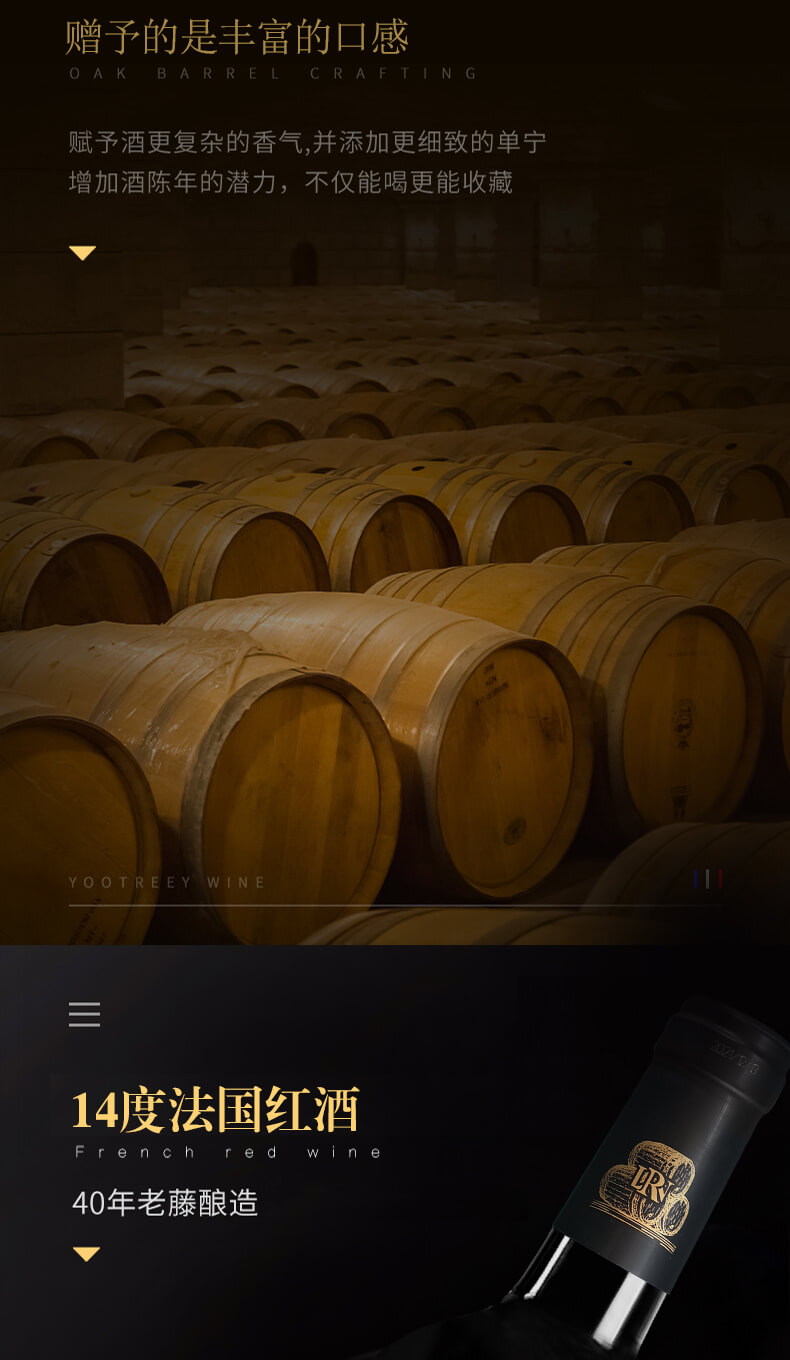 赠予的是丰富的口感
OAK BARREL CRAFTING
赋予酒更复杂的香气,并添加更细致的单宁
增加酒陈年的潜力，不仅能喝更能收藏
YOOTREEY WINE
14度法国红酒
French red wine
40年老藤酿造